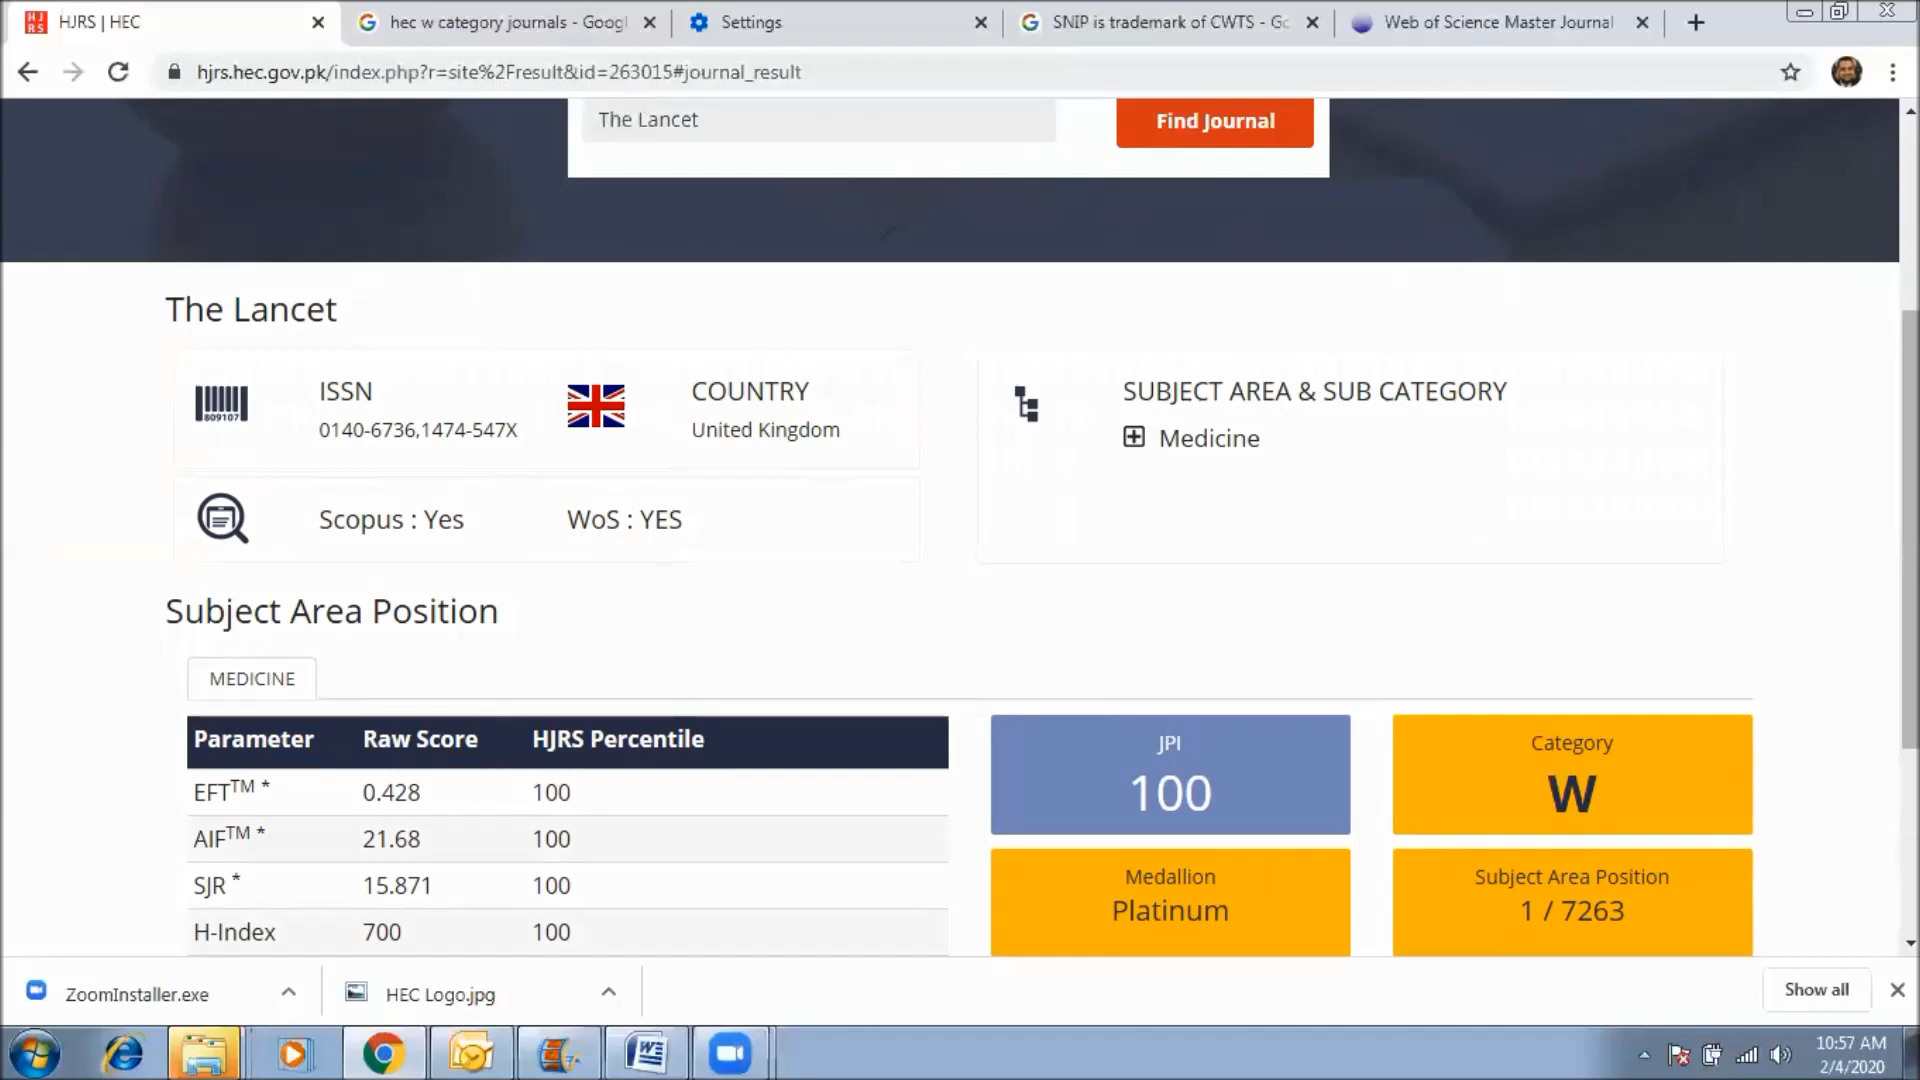 HJRS | HEC
hec w category journals - Googl
Settings
SNIP is trademark of CWTS - Go
Web of Science Master Journal
hjrs.hec.gov.pk/index.php?r=site%2Fresult&id=263015#journal_result
The Lancet
Find Journal
The Lancet
ISSN
0140-6736,1474-547X
COUNTRY
United Kingdom
SUBJECT AREA & SUB CATEGORY
Medicine
809107
Scopus : Yes
WoS : YES
Subject Area Position
MEDICINE
Parameter Raw Score HJRS Percentile
EFT™ * 0.428 100
AIF™ * 21.68 100
SJR * 15.871 100
H-Index 700 100
JPI
100
Category
W
Medallion
Platinum
Subject Area Position
1 / 7263
ZoomInstaller.exe
HEC Logo.jpg
Show all
10:57 AM
2/4/2020